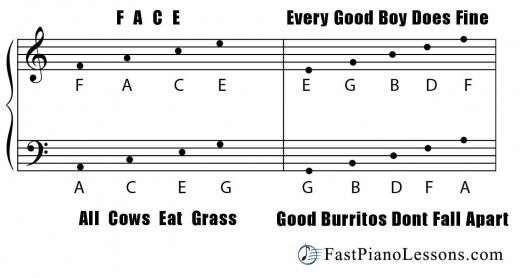 F A C E Every Good Boy Does Fine
F A C E E G B D F
A C E G G B D F A
All Cows Eat Grass Good Burritos Dont Fall Apart
FastPianoLessons.com